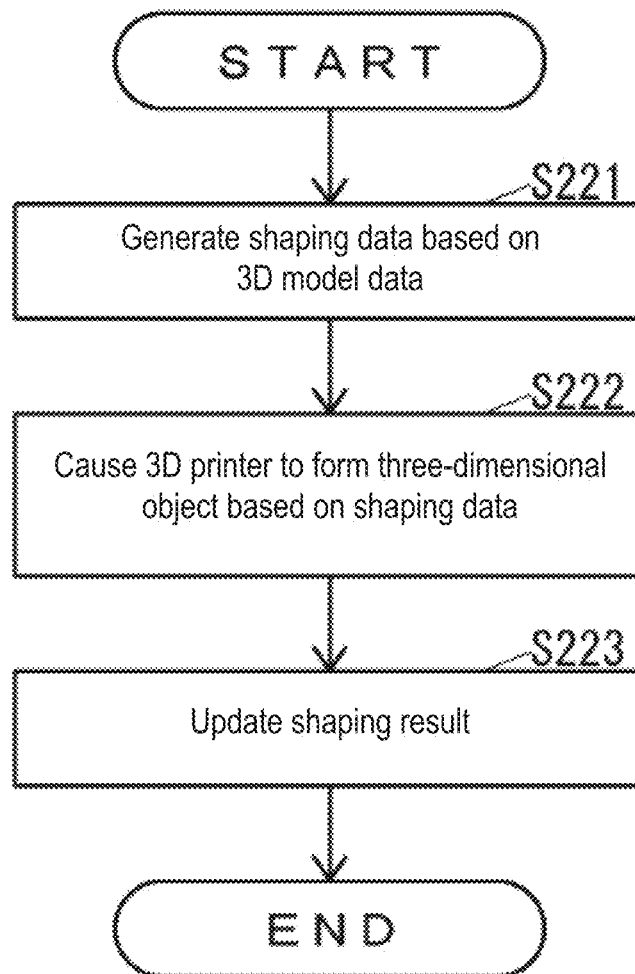 START
S221
Generate shaping data based on
3D model data
S222
Cause 3D printer to form three-dimensional
object based on shaping data
S223
Update shaping result
END